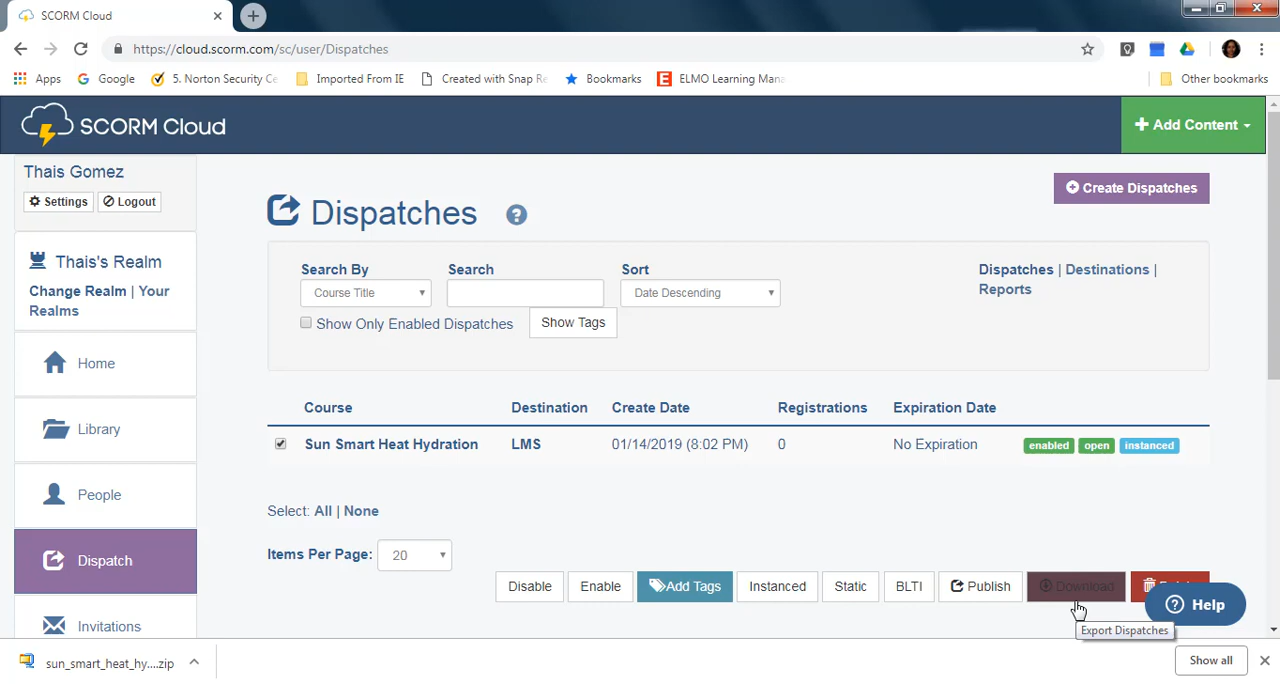 SCORM Cloud
https://cloud.scorm.com/sc/user/Dispatches
Apps Google 5. Norton Security Ce Imported From IE Created with Snap Re Bookmarks ELMO Learning Mana Other bookmarks
SCORM Cloud
Add Content
Thais Gomez
Settings Logout
Create Dispatches
Dispatches ?
Thais's Realm
Change Realm | Your
Realms
Search By Search Sort
Course Title Date Descending
Dispatches | Destinations |
Reports
Show Only Enabled Dispatches Show Tags
Home
Library
People
Dispatch
Invitations
Course Destination Create Date Registrations Expiration Date
Sun Smart Heat Hydration LMS 01/14/2019 (8:02 PM) 0 No Expiration enabled open instanced
Select: All | None
Items Per Page: 20
Disable Enable Add Tags Instanced Static BLTI Publish Download
? Help
Export Dispatches
sun_smart_heat_hy....zip
Show all